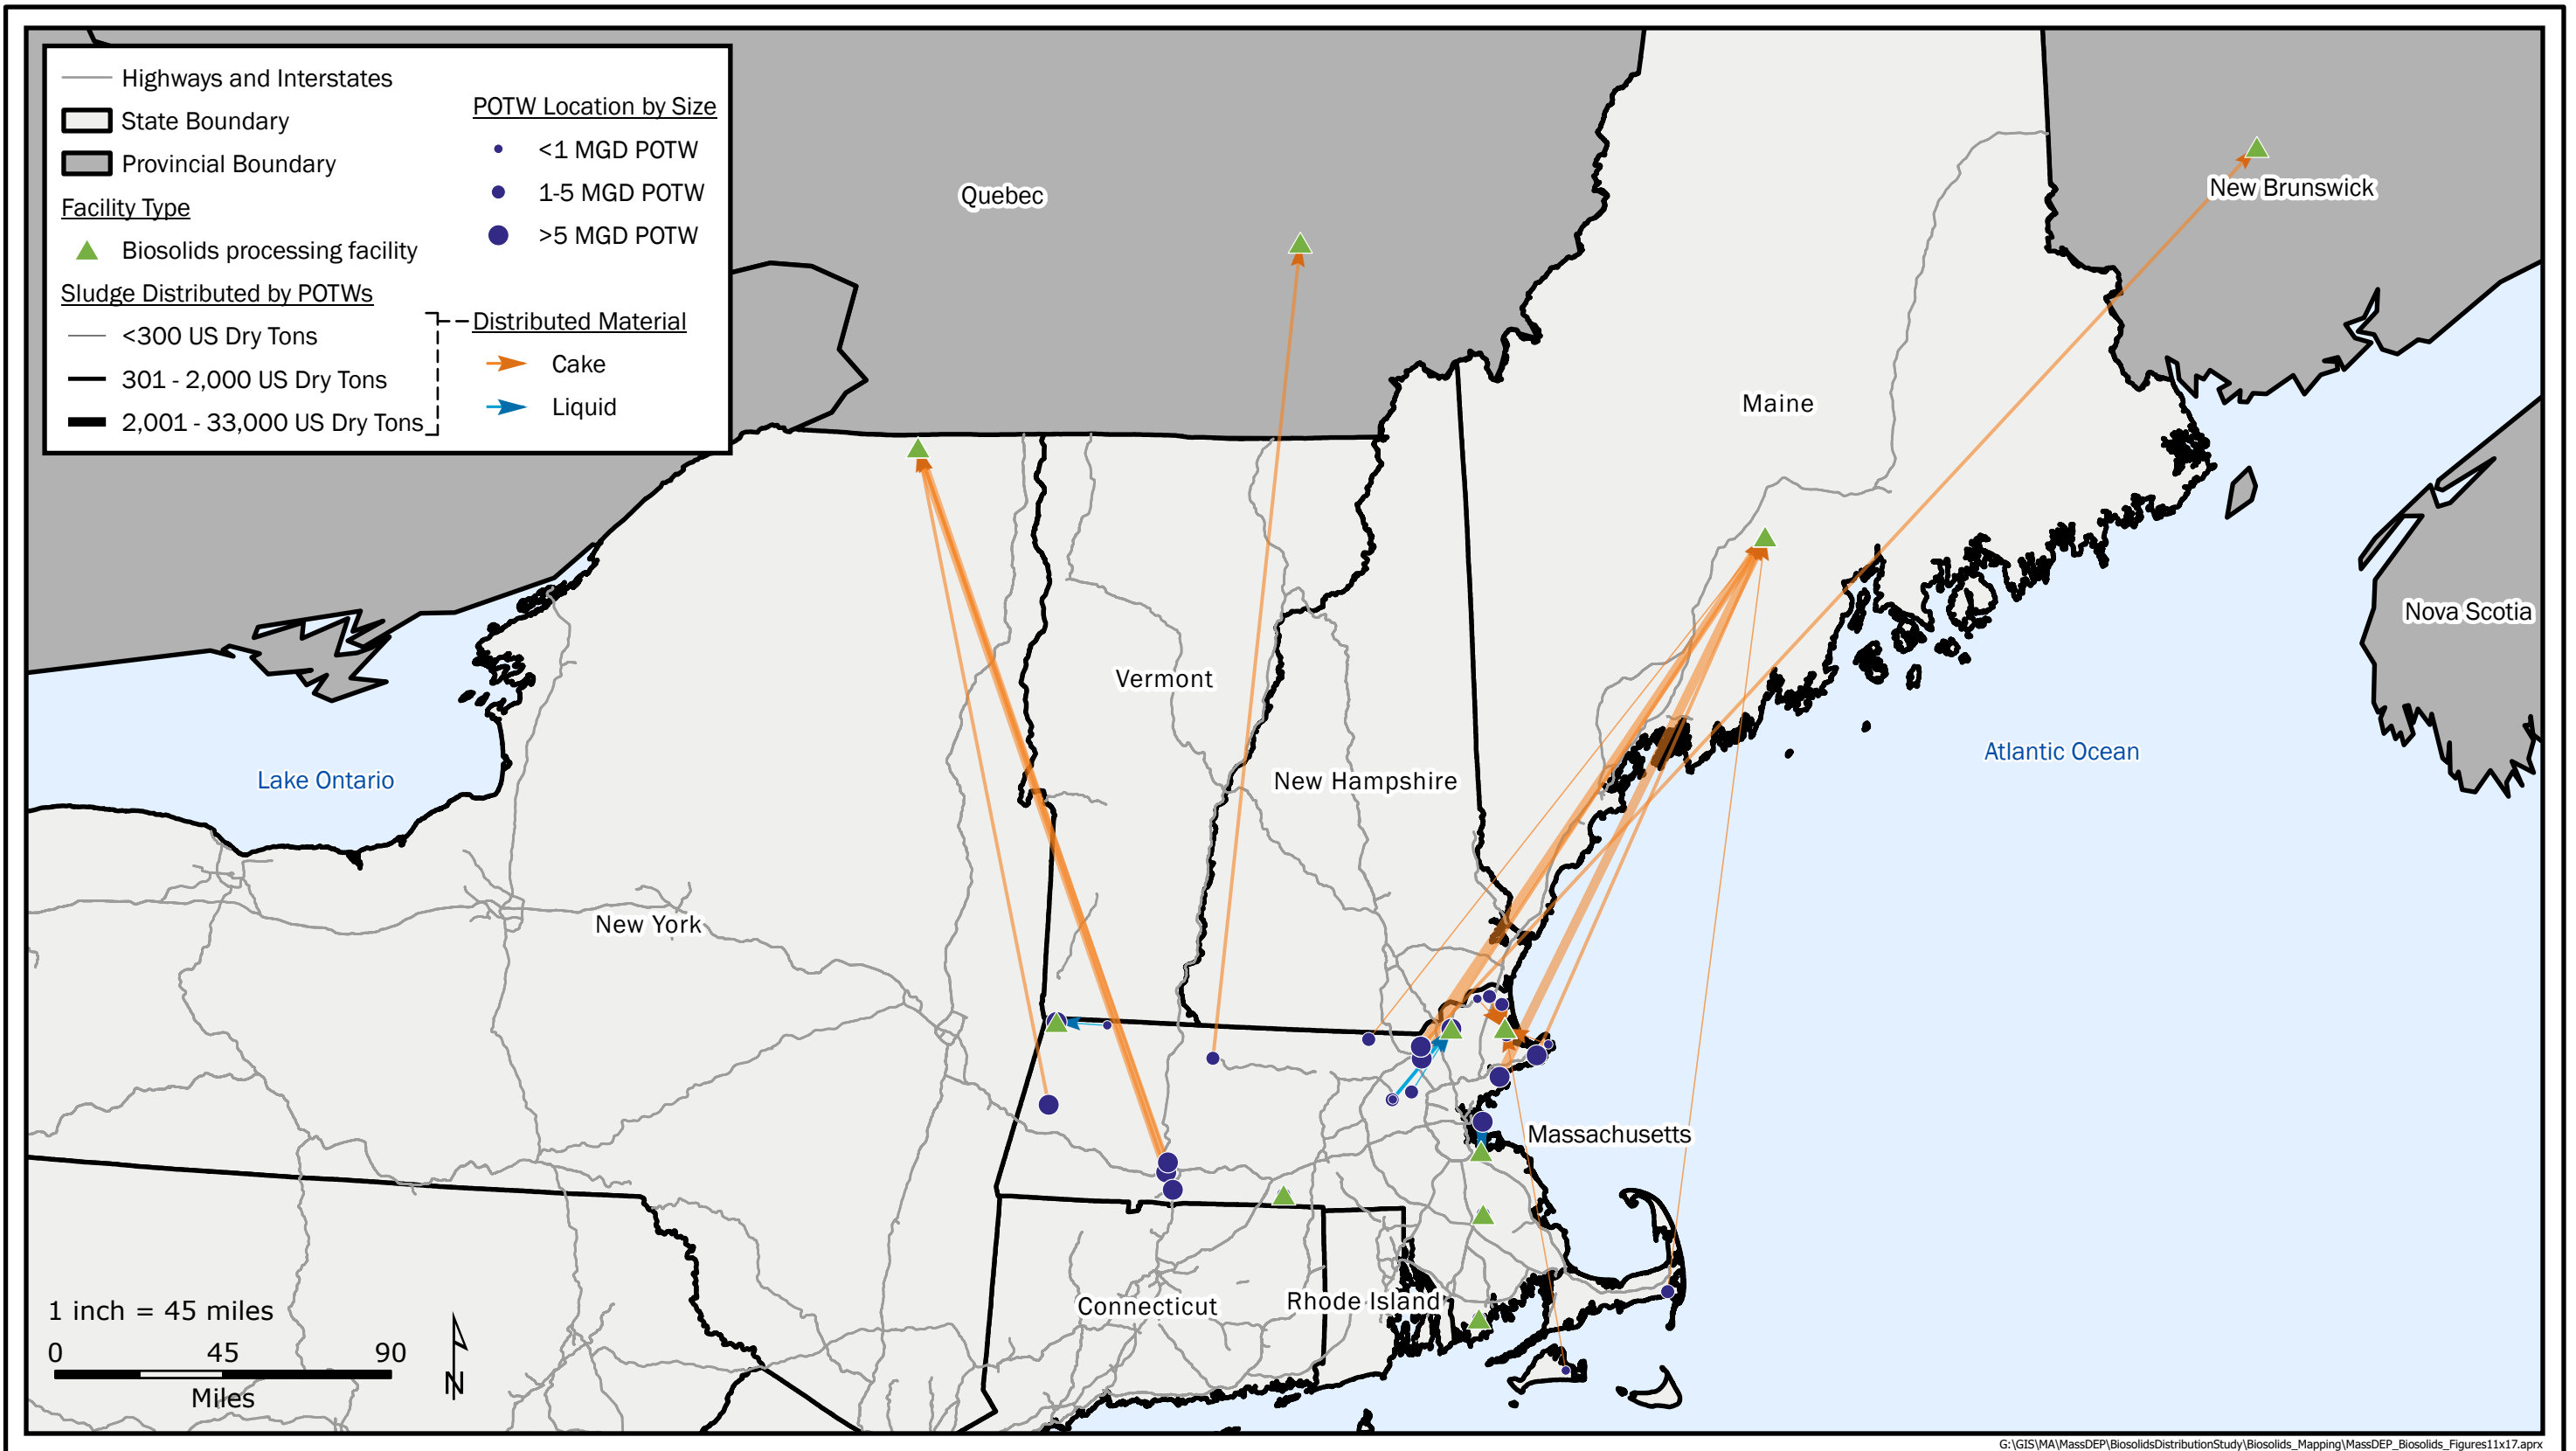 Highways and Interstates
State Boundary
Provincial Boundary
Facility Type
Biosolids processing facility
Sludge Distributed by POTWs
<300 US Dry Tons
301 - 2,000 US Dry Tons
2,001 - 33,000 US Dry Tons
POTW Location by Size
<1 MGD POTW
1-5 MGD POTW
>5 MGD POTW
Distributed Material
Cake
Liquid
Quebec
New Brunswick
Maine
Nova Scotia
Vermont
New Hampshire
Atlantic Ocean
Lake Ontario
New York
Massachusetts
Connecticut
Rhode Island
1 inch = 45 miles
0 45 90
Miles
N
G:\GIS\MA\MassDEP\BiosolidsDistributionStudy\Biosolids_Mapping\MassDEP_Biosolids_Figures11x17.aprx